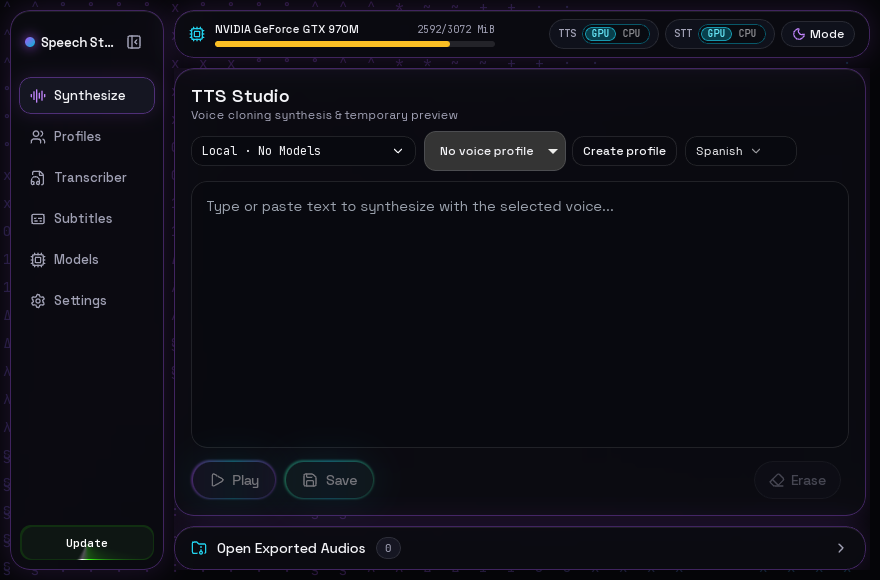 Speech St...
Synthesize
Profiles
Transcriber
Subtitles
Models
Settings
Update
NVIDIA GeForce GTX 970M 2592/3072 MiB
TTS GPU CPU
STT GPU CPU
Mode
TTS Studio
Voice cloning synthesis & temporary preview
Local · No Models
No voice profile
Create profile
Spanish
Type or paste text to synthesize with the selected voice...
Play
Save
Erase
Open Exported Audios 0